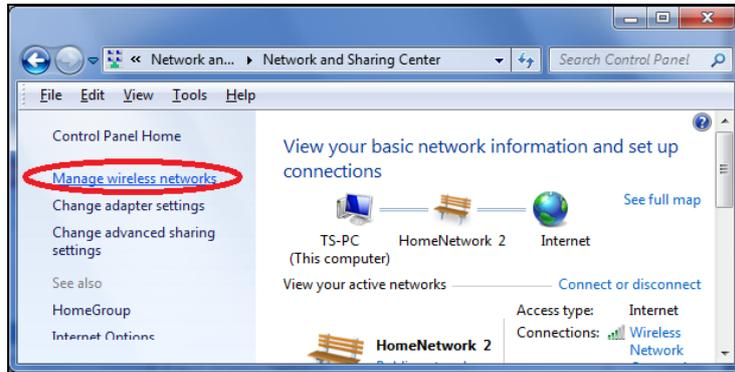 Network an... Network and Sharing Center
Search Control Panel
File Edit View Tools Help
Control Panel Home
Manage wireless networks
Change adapter settings
Change advanced sharing
settings
See also
HomeGroup
Internet Options
View your basic network information and set up
connections
See full map
TS-PC
(This computer)
HomeNetwork 2
Internet
View your active networks
Connect or disconnect
HomeNetwork 2
Access type: Internet
Connections: Wireless
Network